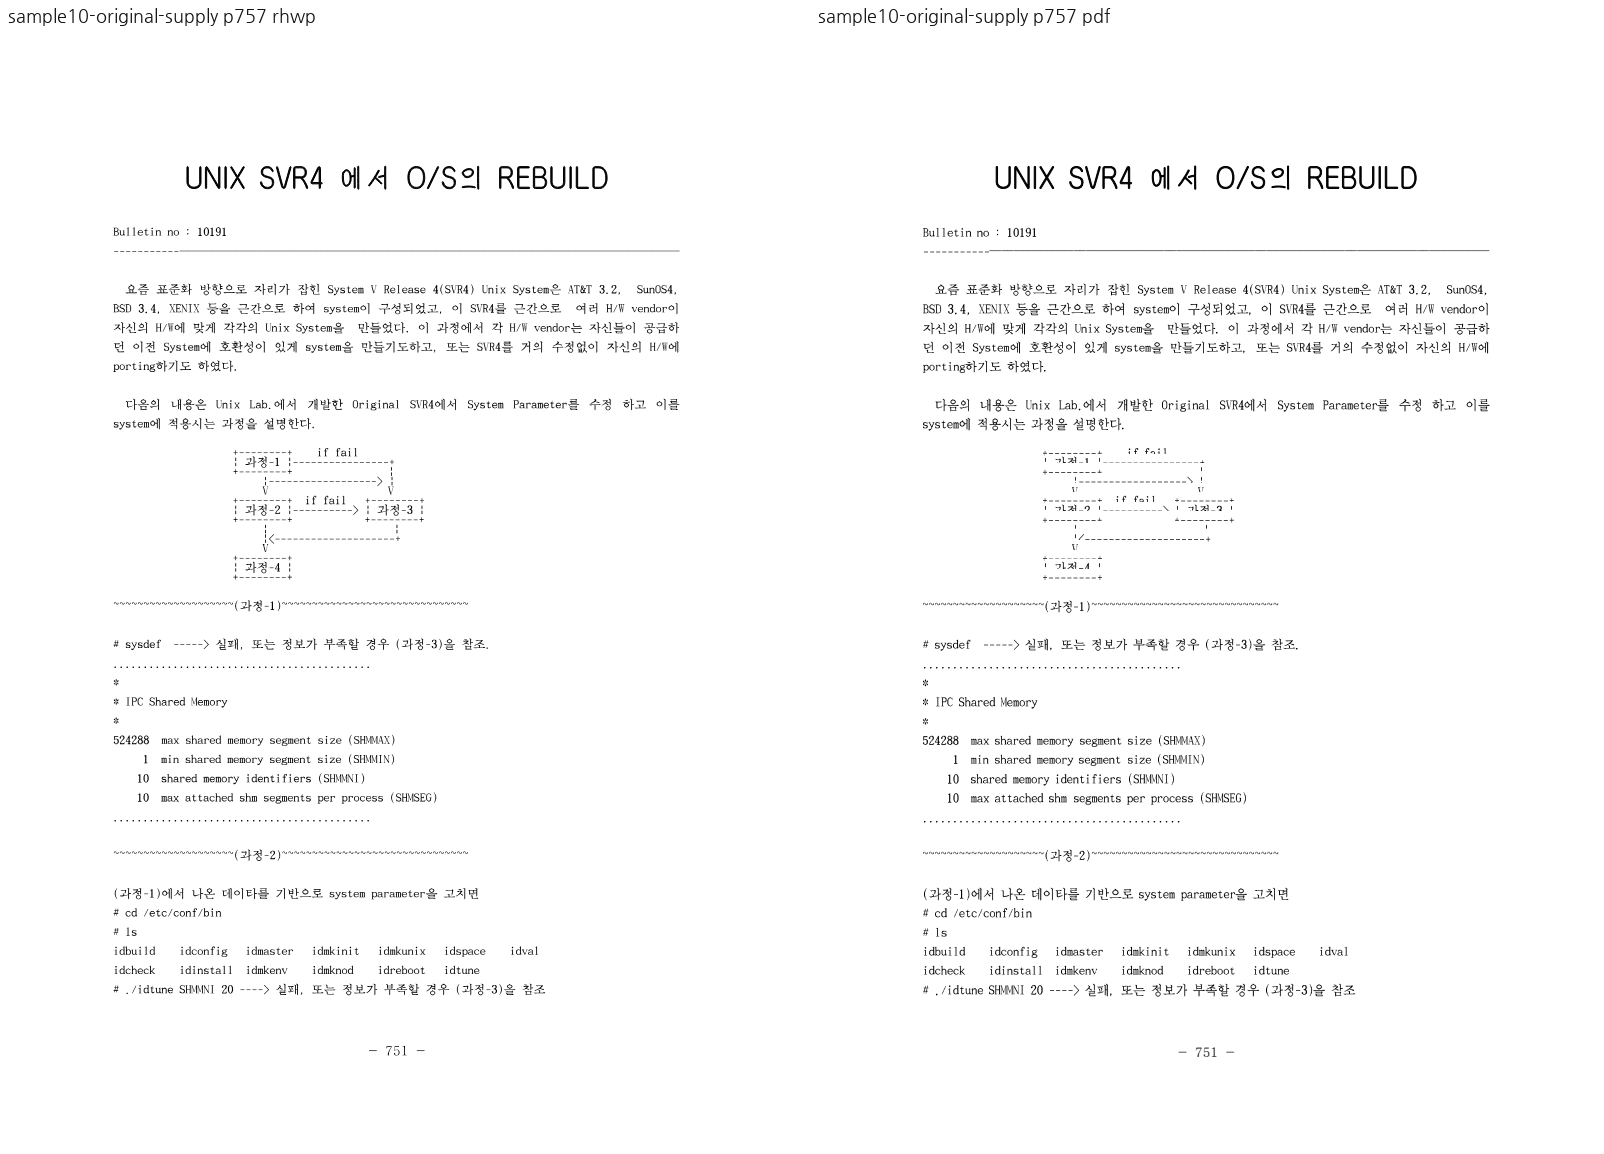 sample10-original-supply p757 rhwp
UNIX SVR4 에서 O/S의 REBUILD
Bulletin no : 10191
-----------
요즘 표준화 방향으로 자리가 잡힌 System V Release 4(SVR4) Unix System은 AT&T 3.2, SunOS4,
BSD 3.4, XENIX 등을 근간으로 하여 system이 구성되었고, 이 SVR4를 근간으로 여러 H/W vendor이
자신의 H/W에 맞게 각각의 Unix System을 만들었다. 이 과정에서 각 H/W vendor는 자신들이 공급하
던 이전 System에 호환성이 있게 system을 만들기도하고, 또는 SVR4를 거의 수정없이 자신의 H/W에
porting하기도 하였다.
다음의 내용은 Unix Lab.에서 개발한 Original SVR4에서 System Parameter를 수정 하고 이를
system에 적용시는 과정을 설명한다.
+--------+    if fail
¦ 과정-1 ¦----------------+
+--------+                ¦
     ¦------------------> ¦
     V                    V
+--------+  if fail   +--------+
¦ 과정-2 ¦----------> ¦ 과정-3 ¦
+--------+            +--------+
     ¦                     ¦
     ¦<--------------------+
     V
+--------+
¦ 과정-4 ¦
+--------+
~~~~~~~~~~~~~~~~~~~~(과정-1)~~~~~~~~~~~~~~~~~~~~~~~~~~~~~~~
# sysdef  -----> 실패, 또는 정보가 부족할 경우 (과정-3)을 참조.
...........................................
*
* IPC Shared Memory
*
524288  max shared memory segment size (SHMMAX)
     1  min shared memory segment size (SHMMIN)
    10  shared memory identifiers (SHMMNI)
    10  max attached shm segments per process (SHMSEG)
...........................................
~~~~~~~~~~~~~~~~~~~~(과정-2)~~~~~~~~~~~~~~~~~~~~~~~~~~~~~~~
(과정-1)에서 나온 데이타를 기반으로 system parameter을 고치면
# cd /etc/conf/bin
# ls
idbuild    idconfig   idmaster   idmkinit   idmkunix   idspace    idval
idcheck    idinstall  idmkenv    idmknod    idreboot   idtune
# ./idtune SHMMNI 20 ----> 실패, 또는 정보가 부족할 경우 (과정-3)을 참조
- 751 -
sample10-original-supply p757 pdf
UNIX SVR4 에서 O/S의 REBUILD
Bulletin no : 10191
-----------
요즘 표준화 방향으로 자리가 잡힌 System V Release 4(SVR4) Unix System은 AT&T 3.2, SunOS4,
BSD 3.4, XENIX 등을 근간으로 하여 system이 구성되었고, 이 SVR4를 근간으로 여러 H/W vendor이
자신의 H/W에 맞게 각각의 Unix System을 만들었다. 이 과정에서 각 H/W vendor는 자신들이 공급하
던 이전 System에 호환성이 있게 system을 만들기도하고, 또는 SVR4를 거의 수정없이 자신의 H/W에
porting하기도 하였다.
다음의 내용은 Unix Lab.에서 개발한 Original SVR4에서 System Parameter를 수정 하고 이를
system에 적용시는 과정을 설명한다.
+--------+    if fail
¦ 과정-1 ¦----------------+
+--------+                ¦
     ¦------------------> ¦
     V                    V
+--------+  if fail   +--------+
¦ 과정-2 ¦----------> ¦ 과정-3 ¦
+--------+            +--------+
     ¦                     ¦
     ¦<--------------------+
     V
+--------+
¦ 과정-4 ¦
+--------+
~~~~~~~~~~~~~~~~~~~~(과정-1)~~~~~~~~~~~~~~~~~~~~~~~~~~~~~~~
# sysdef  -----> 실패, 또는 정보가 부족할 경우 (과정-3)을 참조.
...........................................
*
* IPC Shared Memory
*
524288  max shared memory segment size (SHMMAX)
     1  min shared memory segment size (SHMMIN)
    10  shared memory identifiers (SHMMNI)
    10  max attached shm segments per process (SHMSEG)
...........................................
~~~~~~~~~~~~~~~~~~~~(과정-2)~~~~~~~~~~~~~~~~~~~~~~~~~~~~~~~
(과정-1)에서 나온 데이타를 기반으로 system parameter을 고치면
# cd /etc/conf/bin
# ls
idbuild    idconfig   idmaster   idmkinit   idmkunix   idspace    idval
idcheck    idinstall  idmkenv    idmknod    idreboot   idtune
# ./idtune SHMMNI 20 ----> 실패, 또는 정보가 부족할 경우 (과정-3)을 참조
- 751 -